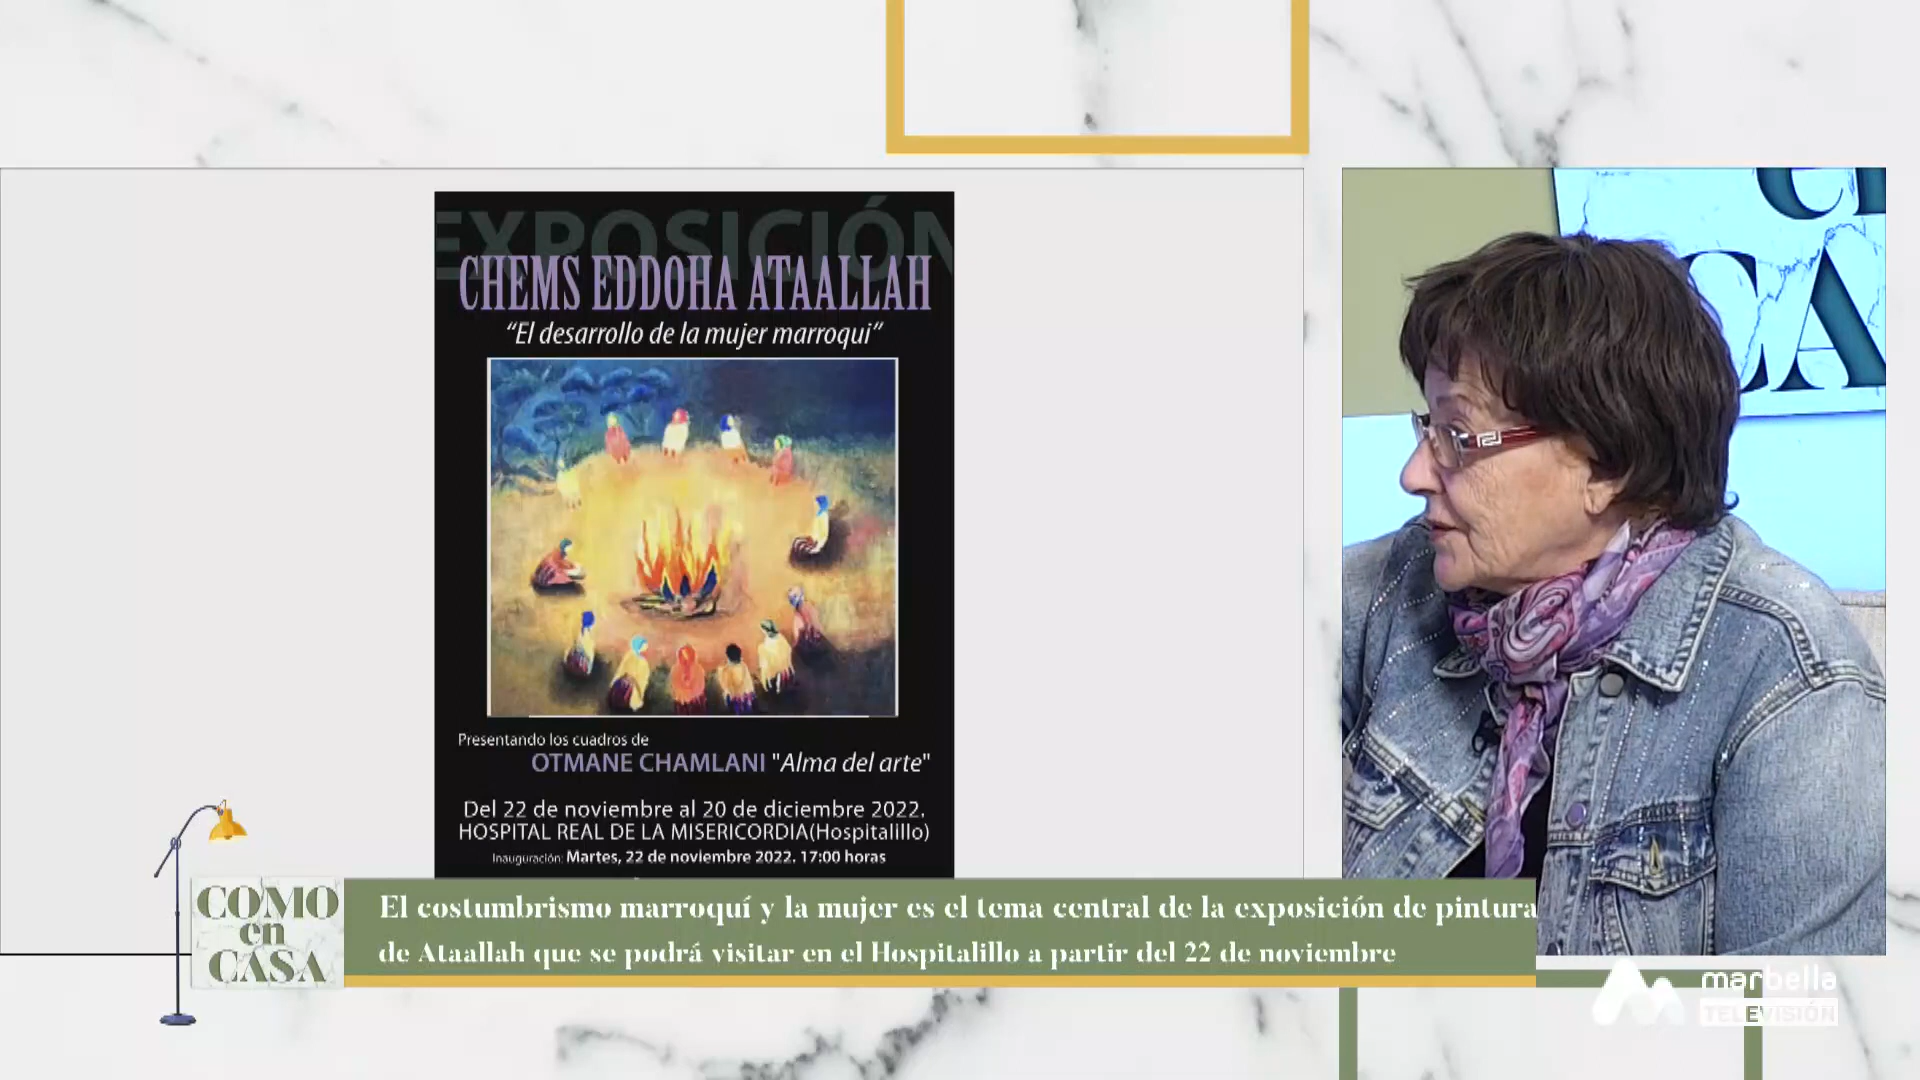 EXPOSICIÓN
CHEMS EDDOHA ATAALLAH
“El desarrollo de la mujer marroqui”
Presentando los cuadros de
OTMANE CHAMLANI "Alma del arte"
Del 22 de noviembre al 20 de diciembre 2022.
HOSPITAL REAL DE LA MISERICORDIA(Hospitalillo)
Inauguración: Martes, 22 de noviembre 2022. 17:00 horas
en
CA
COMO
en
CASA
El costumbrismo marroquí y la mujer es el tema central de la exposición de pintura
de Ataallah que se podrá visitar en el Hospitalillo a partir del 22 de noviembre
marbella
TELEVISIÓN